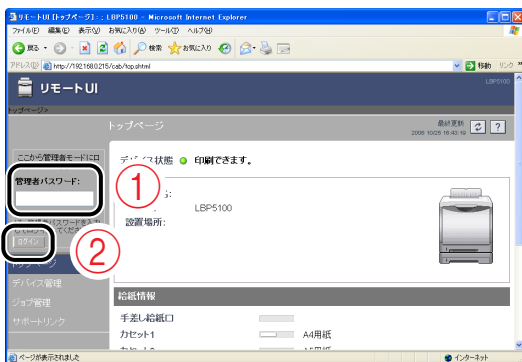 リモートUI [トップページ] : : LBP5100 - Microsoft Internet Explorer
ファイル(F) 編集(E) 表示(V) お気に入り(A) ツール(T) ヘルプ(H)
戻る 検索 お気に入り
アドレス(D) http://192.168.0.215/cab/top.shtml 移動 リンク
リモートUI LBP5100
トップページ>
トップページ 最終更新 2006 10/25 16:43:19 ?
ここから管理者モードにロ
デバイス状態 印刷できます。
管理者パスワード:
①
LBP5100
設置場所:
ログイン
②
トップページ
デバイス管理
ジョブ管理
サポートリンク
給紙情報
手差し給紙口
カセット1 A4用紙
ページが表示されました インターネット